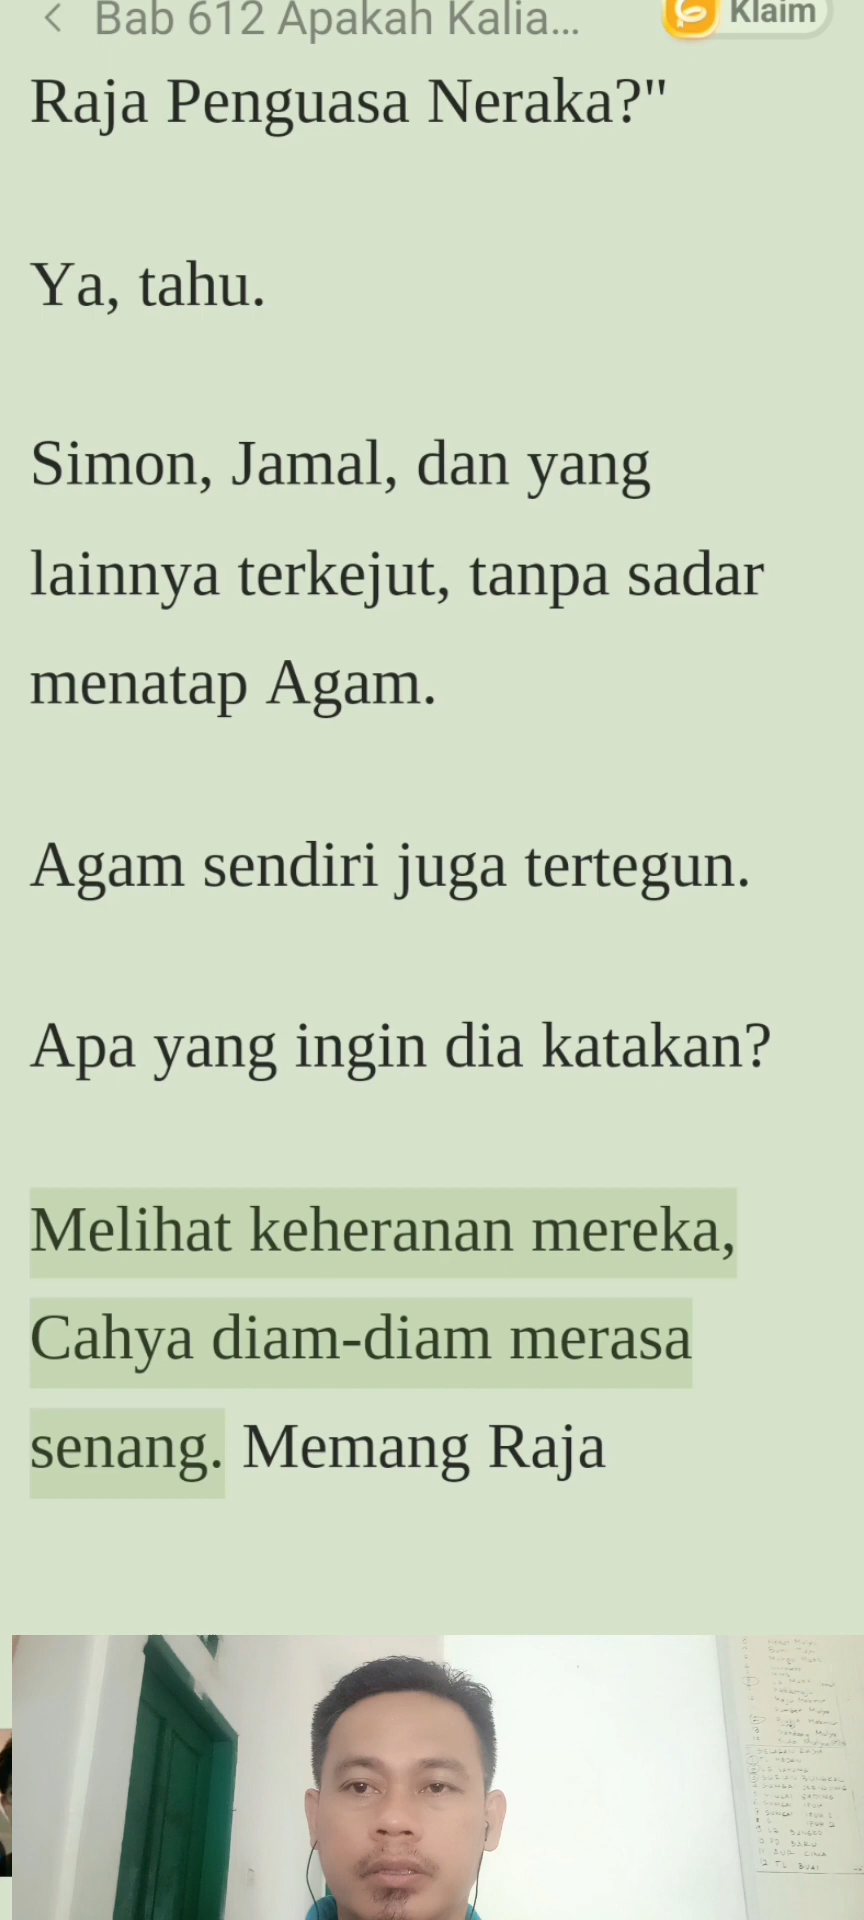 Bab 612 Apakah Kalia...
Klaim
Raja Penguasa Neraka?"
Ya, tahu.
Simon, Jamal, dan yang
lainnya terkejut, tanpa sadar
menatap Agam.
Agam sendiri juga tertegun.
Apa yang ingin dia katakan?
Melihat keheranan mereka,
Cahya diam-diam merasa
senang. Memang Raja